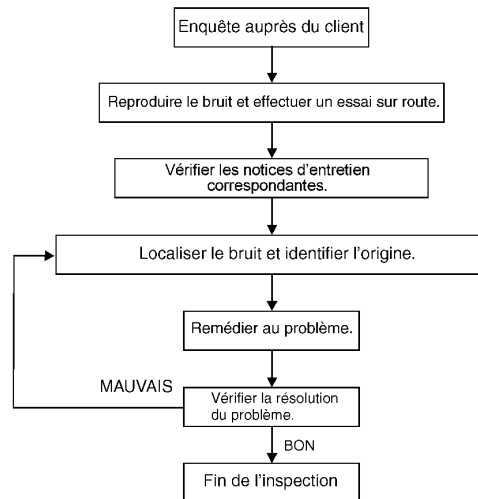 Enquête auprès du client
Reproduire le bruit et effectuer un essai sur route.
Vérifier les notices d'entretien
correspondantes.
Localiser le bruit et identifier l'origine.
Remédier au problème.
MAUVAIS
Vérifier la résolution
du problème.
BON
Fin de l'inspection